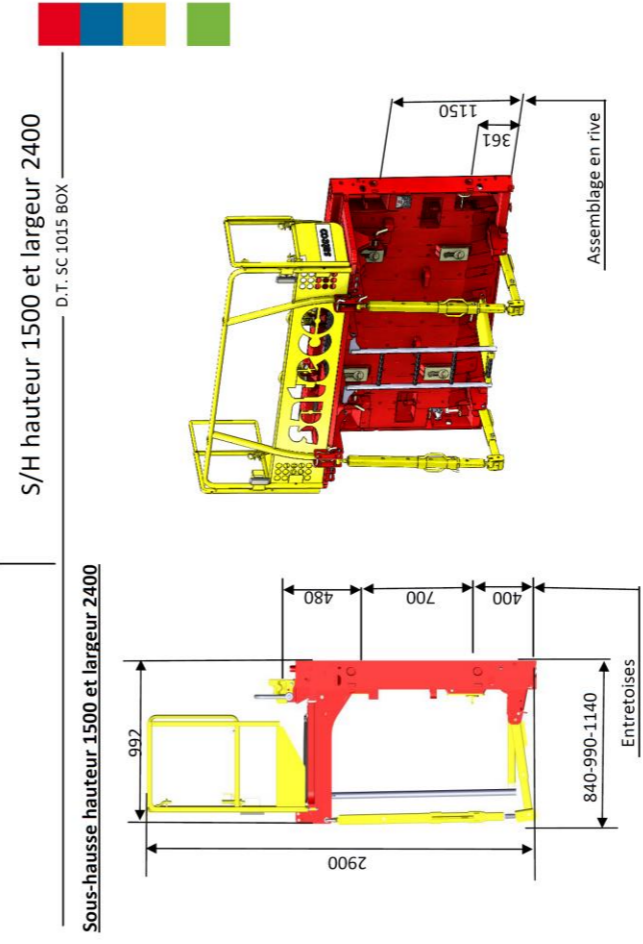 S/H hauteur 1500 et largeur 2400
D.T. SC 1015 BOX
Sous-hausse hauteur 1500 et largeur 2400
992
480
700
400
2900
840-990-1140
Entretoises
1150
361
Assemblage en rive
sateco